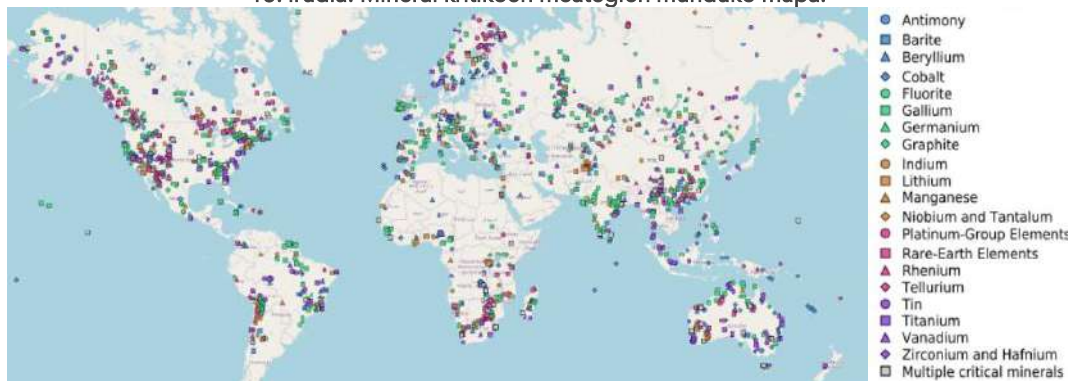 Antimony
Barite
Beryllium
Cobalt
Fluorite
Gallium
Germanium
Graphite
Indium
Lithium
Manganese
Niobium and Tantalum
Platinum-Group Elements
Rare-Earth Elements
Rhenium
Tellurium
Tin
Titanium
Vanadium
Zirconium and Hafnium
Multiple critical minerals